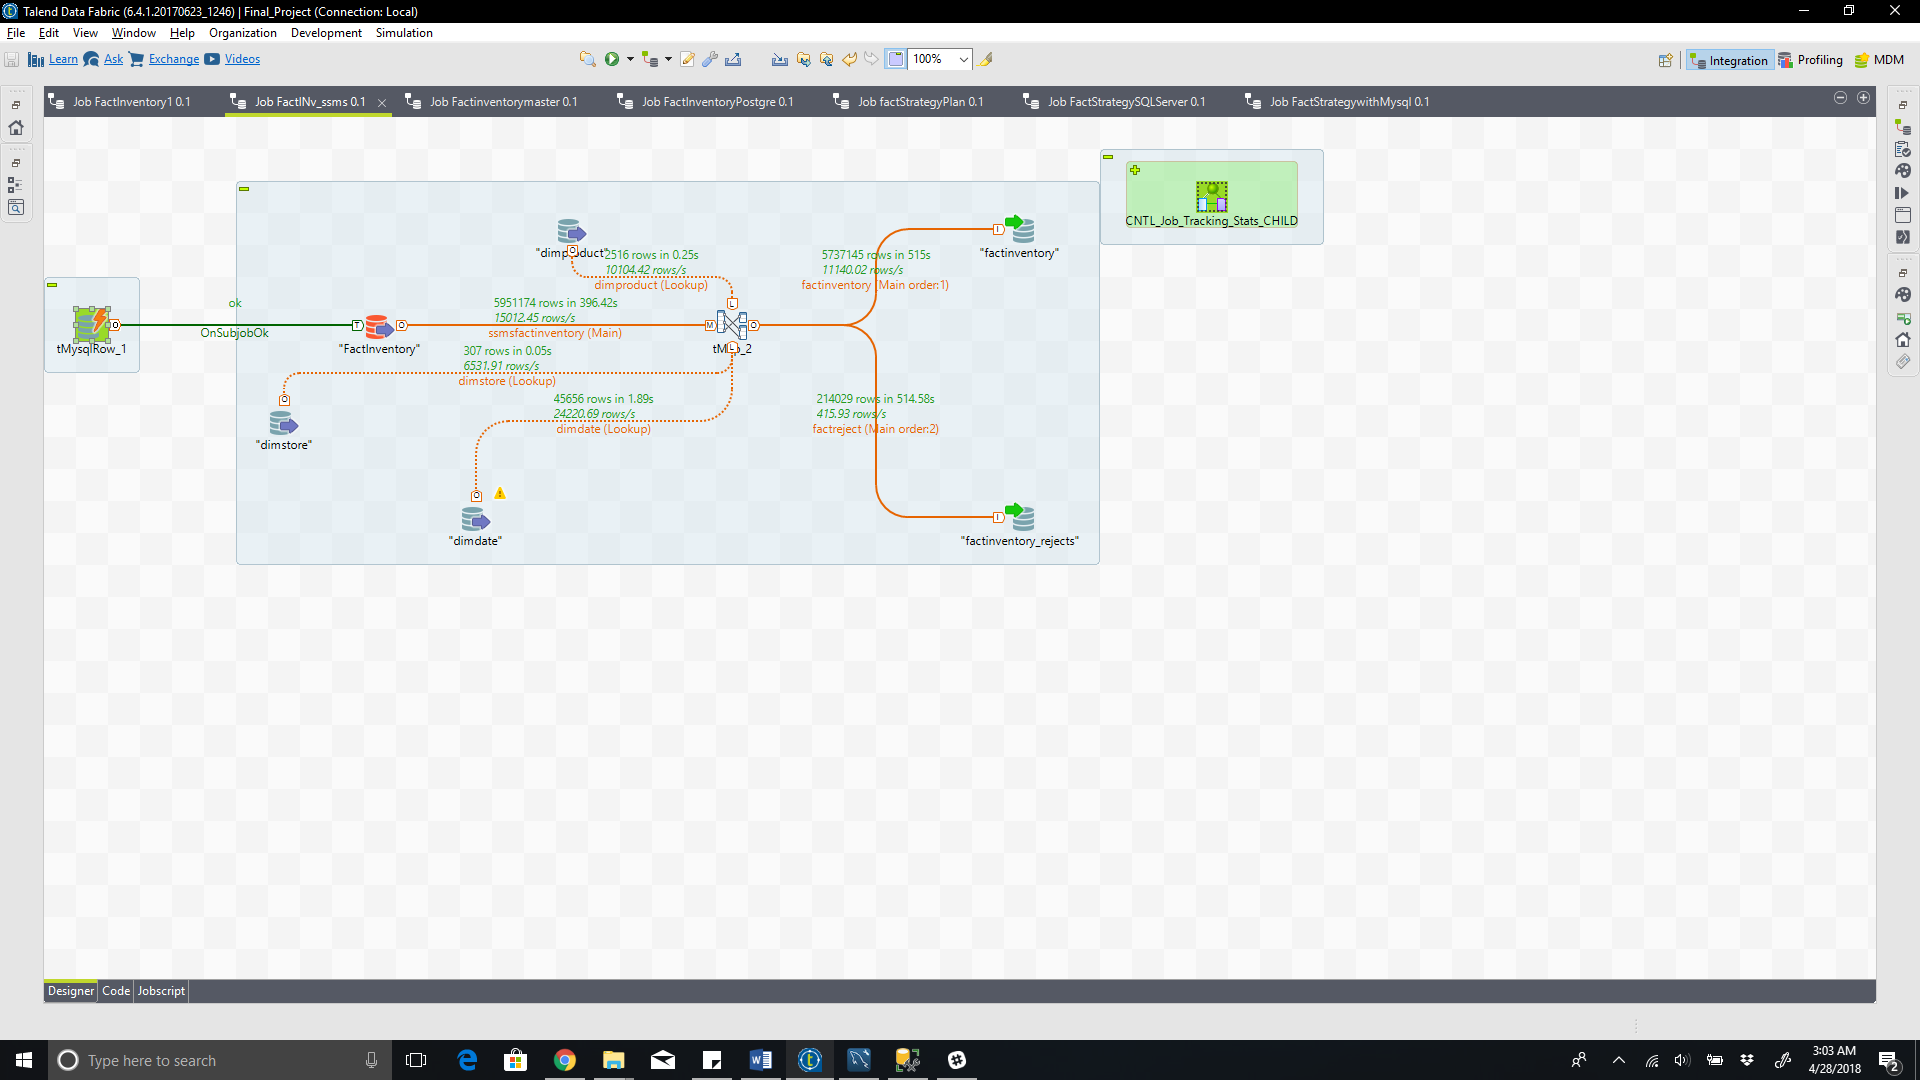 Talend Data Fabric (6.4.1.20170623_1246) | Final_Project (Connection: Local)
File Edit View Window Help Organization Development Simulation
Learn Ask Exchange Videos 100% Integration Profiling MDM
Job FactInventory1 0.1 Job FactINv_ssms 0.1 Job Factinventorymaster 0.1 Job FactInventoryPostgre 0.1 Job factStrategyPlan 0.1 Job FactStrategySQLServer 0.1 Job FactStrategywithMysql 0.1
CNTL_Job_Tracking_Stats_CHILD
"factinventory"
2516 rows in 0.25s
10104.42 rows/s
dimproduct (Lookup)
5737145 rows in 515s
11140.02 rows/s
factinventory (Main order:1)
ok
OnSubjobOk
tMysqlRow_1
T
O
"FactInventory"
5951174 rows in 396.42s
15012.45 rows/s
ssmsfactinventory (Main)
M
L
307 rows in 0.05s
6531.91 rows/s
dimstore (Lookup)
"dimstore"
45656 rows in 1.89s
24220.69 rows/s
dimdate (Lookup)
214029 rows in 514.58s
415.93 rows/s
factreject (Main order:2)
"dimdate"
"factinventory_rejects"
Designer Code Jobscript
Type here to search
3:03 AM
4/28/2018
2